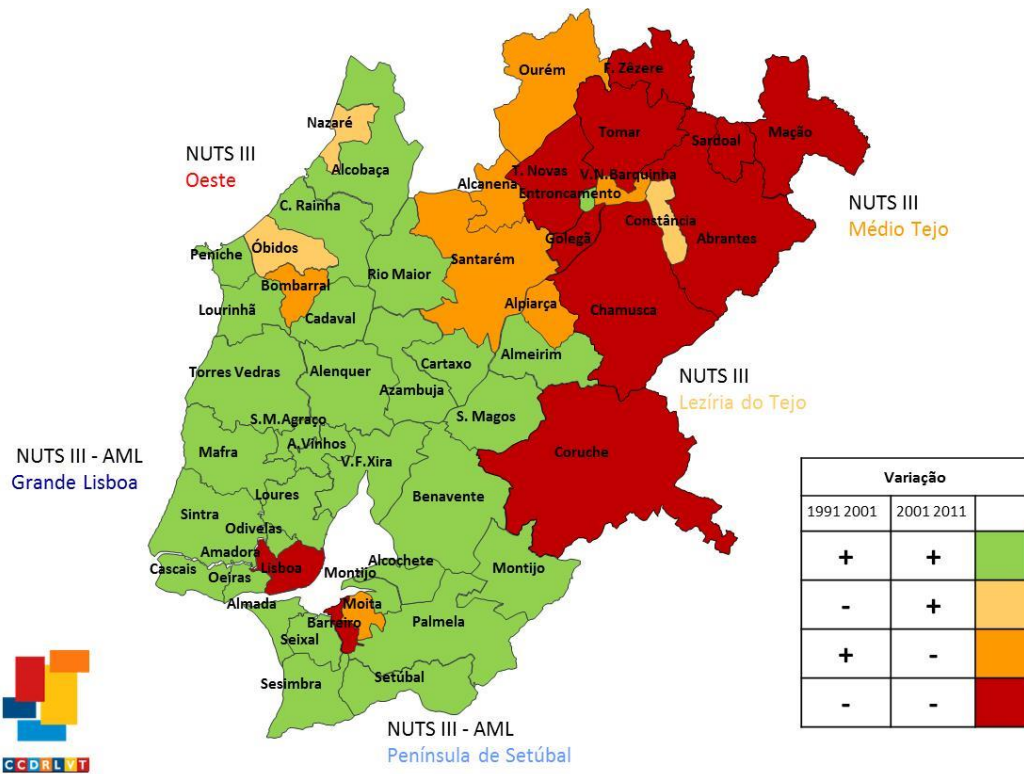 Ourém
F. Zêzere
Nazaré
Tomar
Mação
Sardoal
NUTS III
Oeste
Alcobaça
T. Novas
V.N.Barquinha
Alcanena
Entroncamento
NUTS III
Médio Tejo
C. Rainha
Constância
Golegã
Abrantes
Óbidos
Peniche
Santarém
Rio Maior
Bombarral
Alpiarça
Lourinhã
Chamusca
Cadaval
Almeirim
Cartaxo
Torres Vedras
Alenquer
NUTS III
Lezíria do Tejo
Azambuja
S.M.Agraço
S. Magos
A.Vinhos
Mafra
Coruche
NUTS III - AML
Grande Lisboa
V.F.Xira
Loures
Benavente
Sintra
Odivelas
Amadora
Cascais
Oeiras
Lisboa
Montijo
Alcochete
Montijo
Almada
Moita
Barreiro
Palmela
Seixal
Sesimbra
Setúbal
NUTS III - AML
Península de Setúbal
Variação
1991 2001 2001 2011
+ +
- +
+ -
- -
CCDRLVT